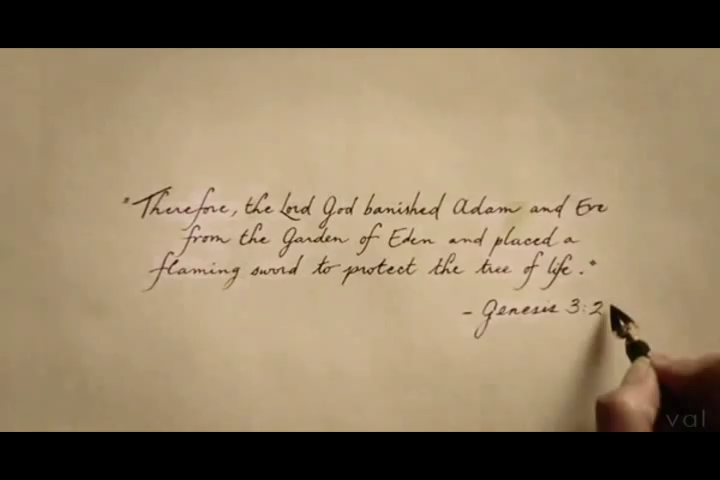 "Therefore, the Lord God banished Adam and Eve
from the Garden of Eden and placed a
flaming sword to protect the tree of life."
- Genesis 3:2
val